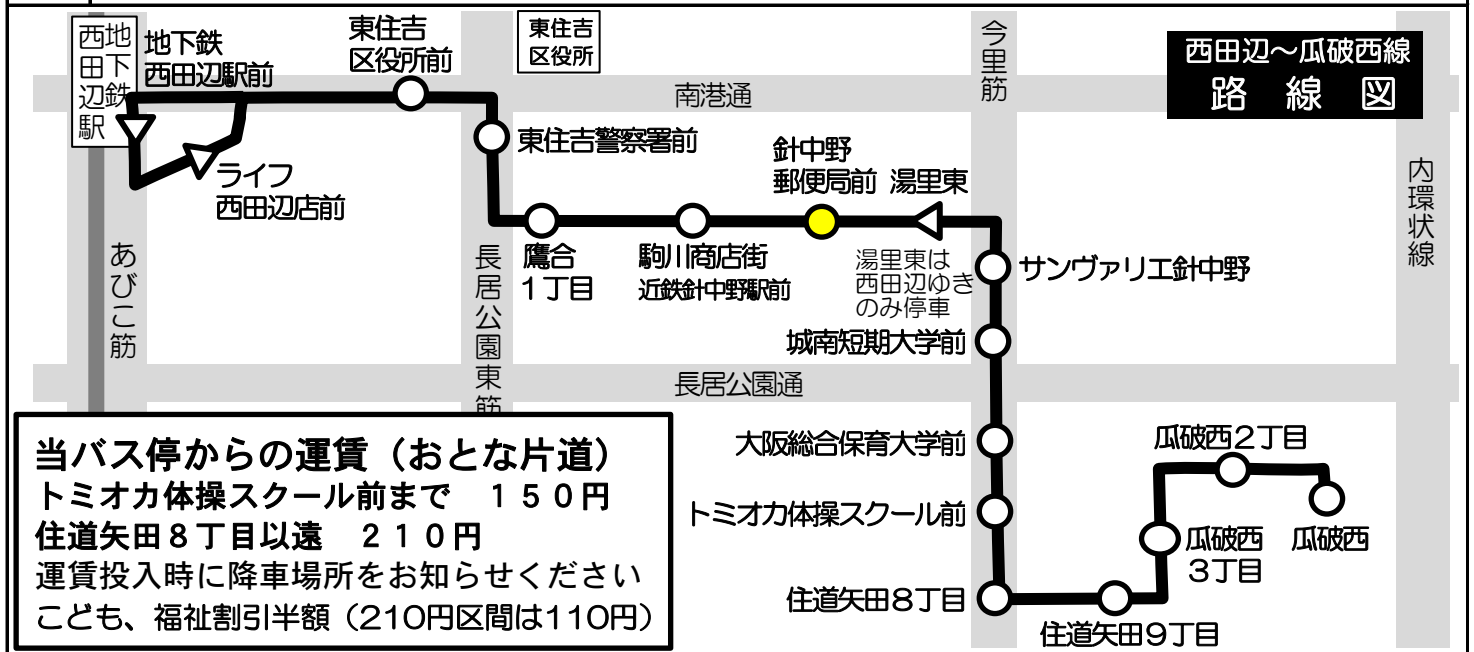 西田辺～瓜破西線
路線図
地下鉄
西田辺駅
地下鉄
西田辺駅前
東住吉
区役所前
東住吉
区役所
今里筋
南港通
東住吉警察署前
針中野
郵便局前
湯里東
ライフ
西田辺店前
内環状線
あびこ筋
長居公園東筋
鷹合
1丁目
駒川商店街
近鉄針中野駅前
湯里東は
西田辺ゆき
のみ停車
サンヴァリエ針中野
城南短期大学前
長居公園通
大阪総合保育大学前
トミオカ体操スクール前
住道矢田8丁目
住道矢田9丁目
瓜破西
3丁目
瓜破西2丁目
瓜破西
当バス停からの運賃（おとな片道）
トミオカ体操スクール前まで　１５０円
住道矢田８丁目以遠　２１０円
運賃投入時に降車場所をお知らせください
こども、福祉割引半額（210円区間は110円）